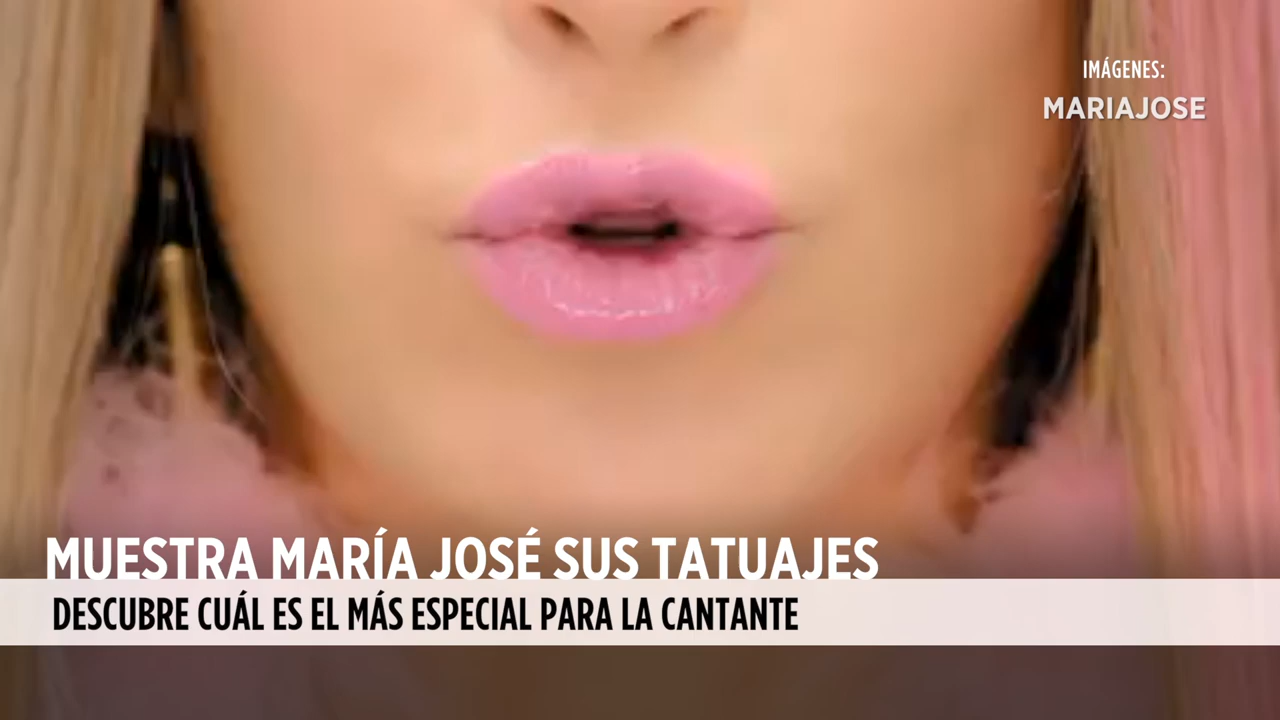 IMÁGENES:
MARIAJOSE
MUESTRA MARÍA JOSÉ SUS TATUAJES
DESCUBRE CUÁL ES EL MÁS ESPECIAL PARA LA CANTANTE